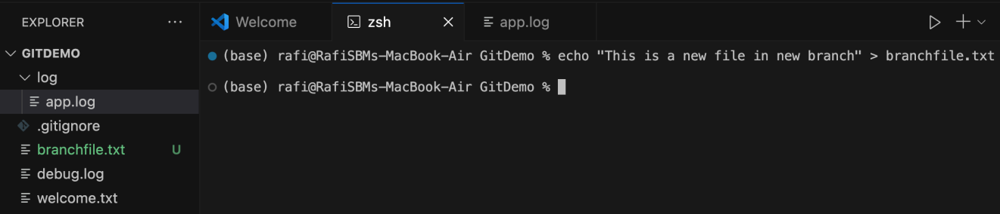 EXPLORER ...
GITDEMO
log
app.log
.gitignore
branchfile.txt U
debug.log
welcome.txt
Welcome zsh app.log
(base) rafi@RafiSBMs-MacBook-Air GitDemo % echo "This is a new file in new branch" > branchfile.txt
(base) rafi@RafiSBMs-MacBook-Air GitDemo %